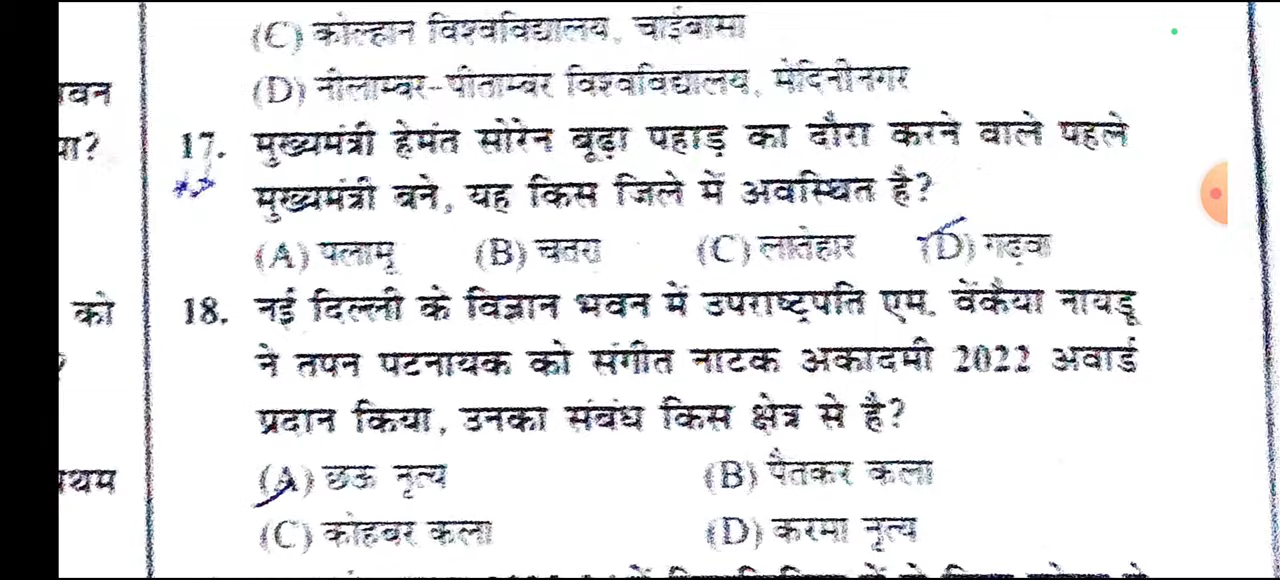 (C) कोल्हान विश्वविद्यालय, चाईबासा
(D) नीलाम्बर-पीताम्बर विश्वविद्यालय, मेदिनीनगर
वन
17. मुख्यमंत्री हेमंत सोरेन बूढ़ा पहाड़ का दौरा करने वाले पहले
मुख्यमंत्री बने, यह किस जिले में अवस्थित है?
(A) पलामू (B) चतरा (C) लातेहार (D) गढ़वा
को
18. नई दिल्ली के विज्ञान भवन में उपराष्ट्रपति एम. वेंकैया नायडू
ने तपन पटनायक को संगीत नाटक अकादमी 2022 अवार्ड
प्रदान किया, उनका संबंध किस क्षेत्र से है?
(A) छऊ नृत्य (B) पैतकर कला
थम
(C) कोहबर कला (D) करमा नृत्य